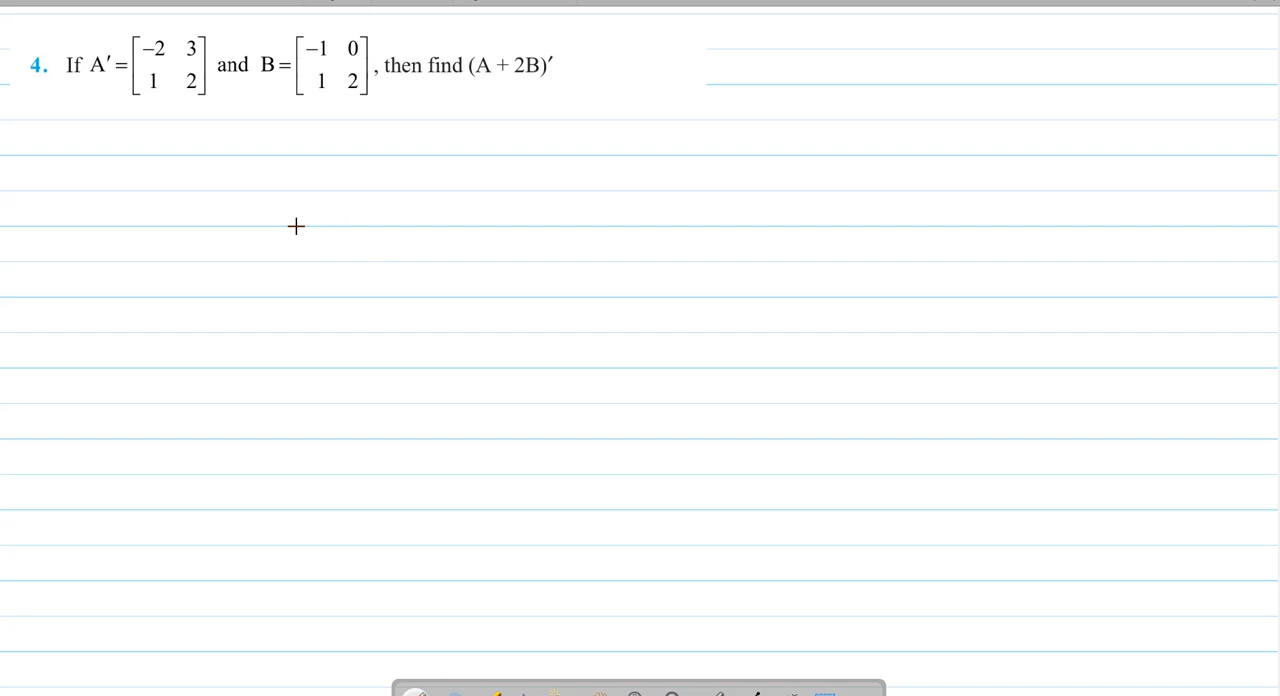 4. If A′ = [−2 3; 1 2] and B = [−1 0; 1 2], then find (A + 2B)′